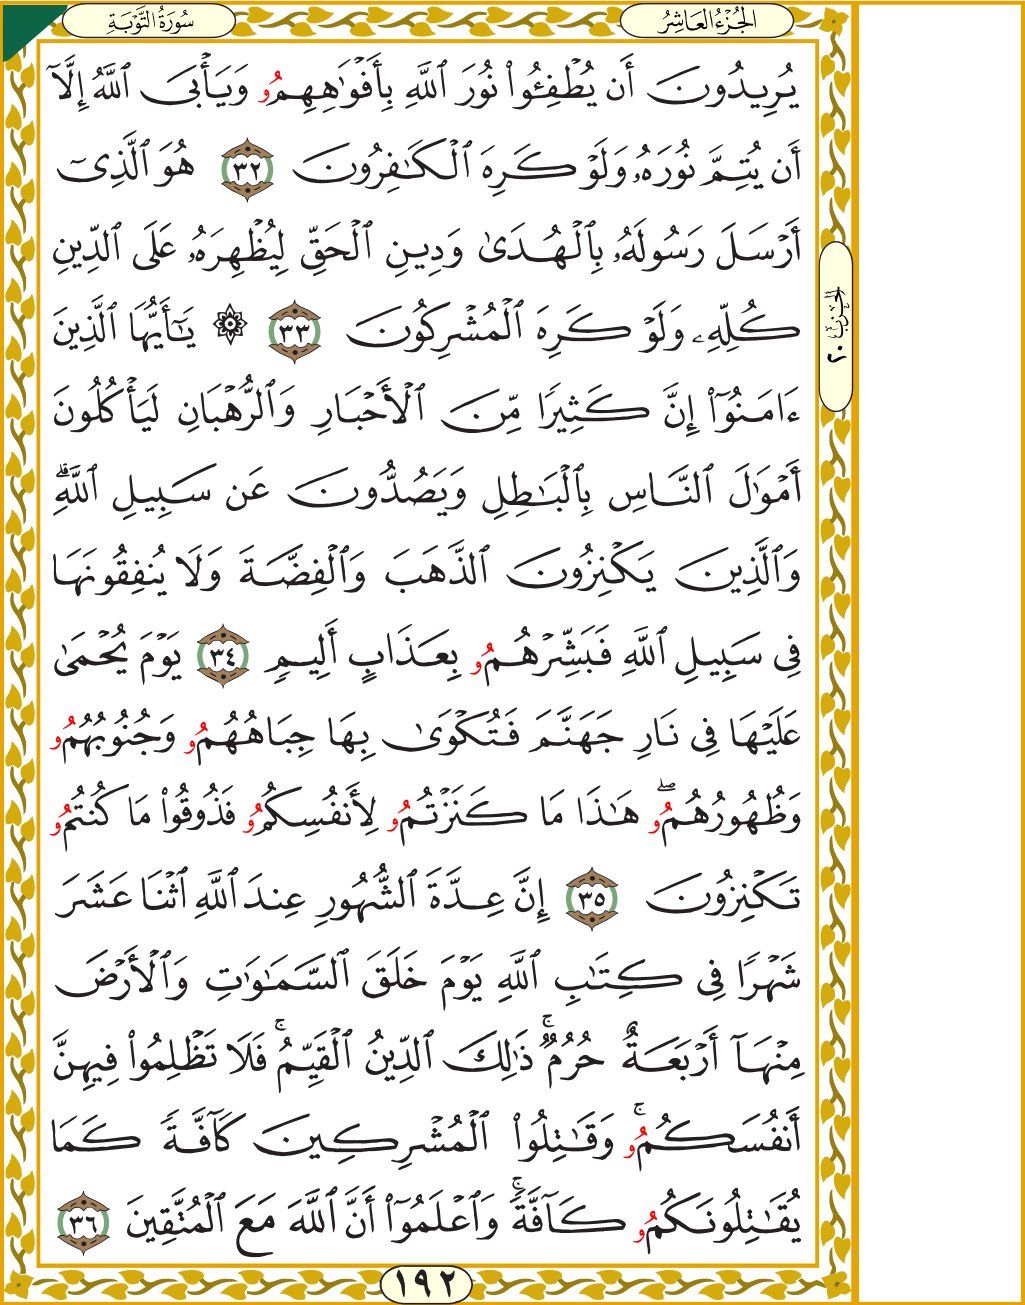 الجُزْءُ العَاشِرُ
سُورَةُ التَّوْبَةِ
يُرِيدُونَ أَن يُطْفِـُٔوا۟ نُورَ ٱللَّهِ بِأَفْوَٰهِهِمُۥ وَيَأْبَى ٱللَّهُ إِلَّآ
أَن يُتِمَّ نُورَهُۥ وَلَوْ كَرِهَ ٱلْكَـٰفِرُونَ ٣٢ هُوَ ٱلَّذِىٓ
أَرْسَلَ رَسُولَهُۥ بِٱلْهُدَىٰ وَدِينِ ٱلْحَقِّ لِيُظْهِرَهُۥ عَلَى ٱلدِّينِ
كُلِّهِۦ وَلَوْ كَرِهَ ٱلْمُشْرِكُونَ ٣٣ ۞ يَـٰٓأَيُّهَا ٱلَّذِينَ
ءَامَنُوٓا۟ إِنَّ كَثِيرًا مِّنَ ٱلْأَحْبَارِ وَٱلرُّهْبَانِ لَيَأْكُلُونَ
أَمْوَٰلَ ٱلنَّاسِ بِٱلْبَـٰطِلِ وَيَصُدُّونَ عَن سَبِيلِ ٱللَّهِ ۗ
وَٱلَّذِينَ يَكْنِزُونَ ٱلذَّهَبَ وَٱلْفِضَّةَ وَلَا يُنفِقُونَهَا
فِى سَبِيلِ ٱللَّهِ فَبَشِّرْهُمُۥ بِعَذَابٍ أَلِيمٍ ٣٤ يَوْمَ يُحْمَىٰ
عَلَيْهَا فِى نَارِ جَهَنَّمَ فَتُكْوَىٰ بِهَا جِبَاهُهُمُۥ وَجُنُوبُهُمُۥ
وَظُهُورُهُمُۥ ۖ هَـٰذَا مَا كَنَزْتُمُۥ لِأَنفُسِكُمُۥ فَذُوقُوا۟ مَا كُنتُمُۥ
تَكْنِزُونَ ٣٥ إِنَّ عِدَّةَ ٱلشُّهُورِ عِندَ ٱللَّهِ ٱثْنَا عَشَرَ
شَهْرًا فِى كِتَـٰبِ ٱللَّهِ يَوْمَ خَلَقَ ٱلسَّمَـٰوَٰتِ وَٱلْأَرْضَ
مِنْهَآ أَرْبَعَةٌ حُرُمٌ ۚ ذَٰلِكَ ٱلدِّينُ ٱلْقَيِّمُ ۚ فَلَا تَظْلِمُوا۟ فِيهِنَّ
أَنفُسَكُمُۥ ۚ وَقَـٰتِلُوا۟ ٱلْمُشْرِكِينَ كَآفَّةً كَمَا
يُقَـٰتِلُونَكُمُۥ كَآفَّةً ۚ وَٱعْلَمُوٓا۟ أَنَّ ٱللَّهَ مَعَ ٱلْمُتَّقِينَ ٣٦
الحزب ٢٠
١٩٢